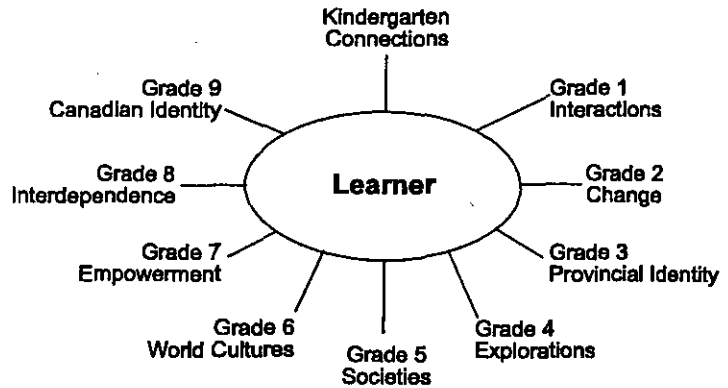 Kindergarten
Connections
Grade 1
Interactions
Grade 2
Change
Grade 3
Provincial Identity
Grade 4
Explorations
Grade 5
Societies
Grade 6
World Cultures
Grade 7
Empowerment
Grade 8
Interdependence
Grade 9
Canadian Identity
Learner